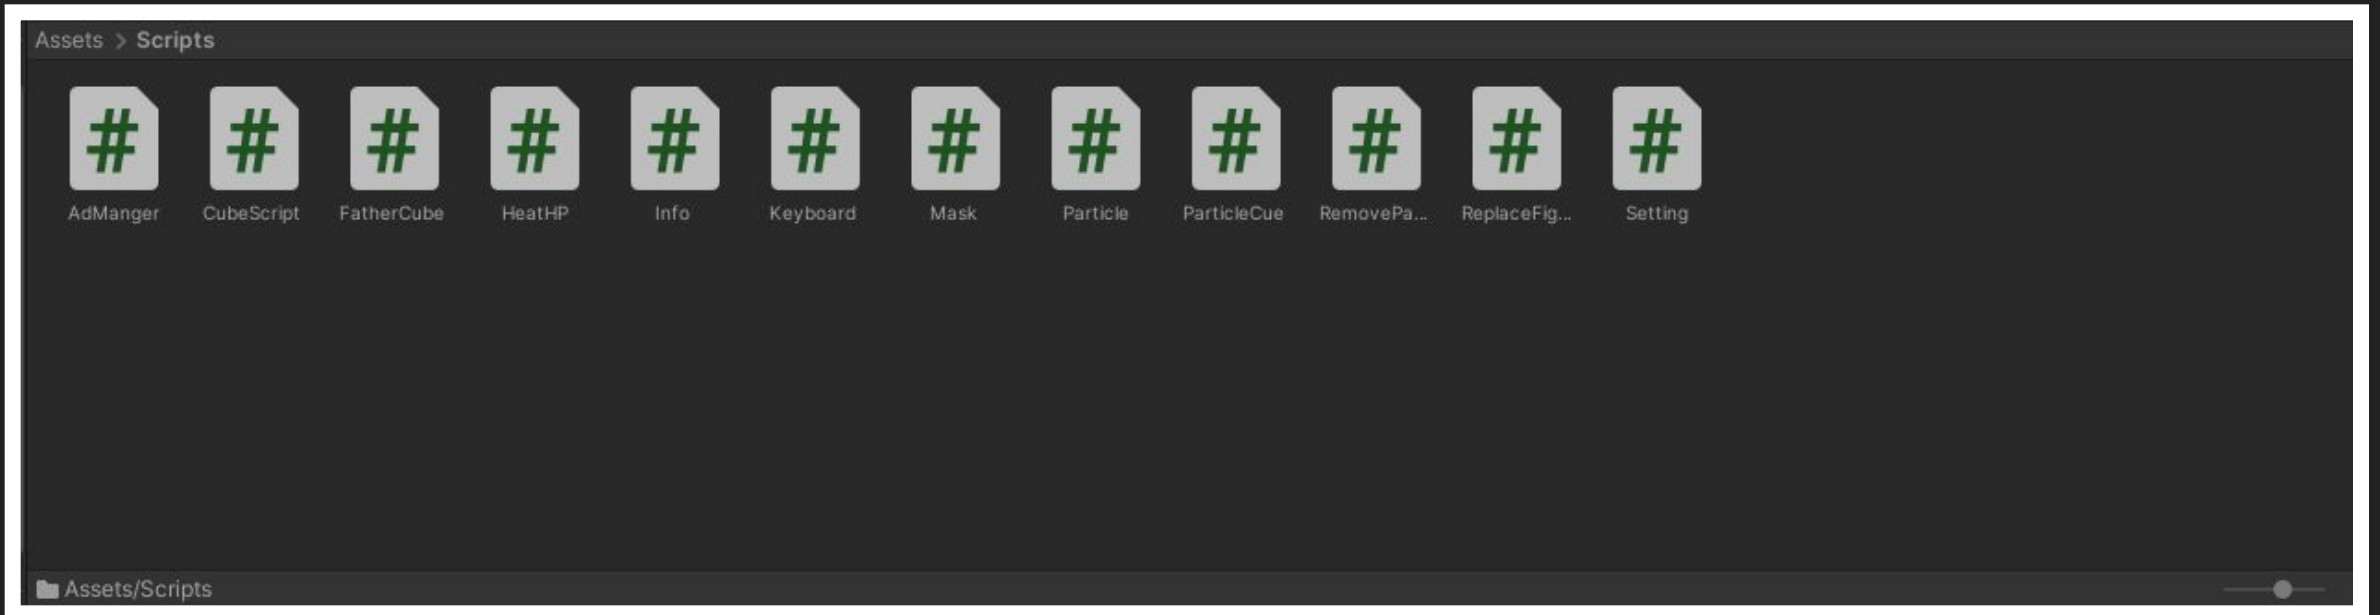 Assets > Scripts
AdManger CubeScript FatherCube HeatHP Info Keyboard Mask Particle ParticleCue RemovePa... ReplaceFig... Setting
Assets/Scripts